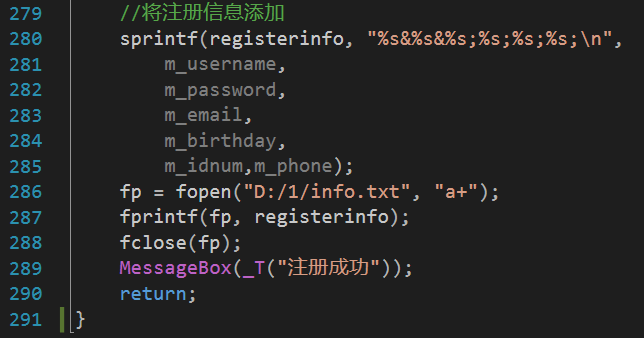 279 //将注册信息添加
280 sprintf(registerinfo, "%s&%s&%s;%s;%s;%s;\n",
281 m_username,
282 m_password,
283 m_email,
284 m_birthday,
285 m_idnum,m_phone);
286 fp = fopen("D:/1/info.txt", "a+");
287 fprintf(fp, registerinfo);
288 fclose(fp);
289 MessageBox(_T("注册成功"));
290 return;
291 }